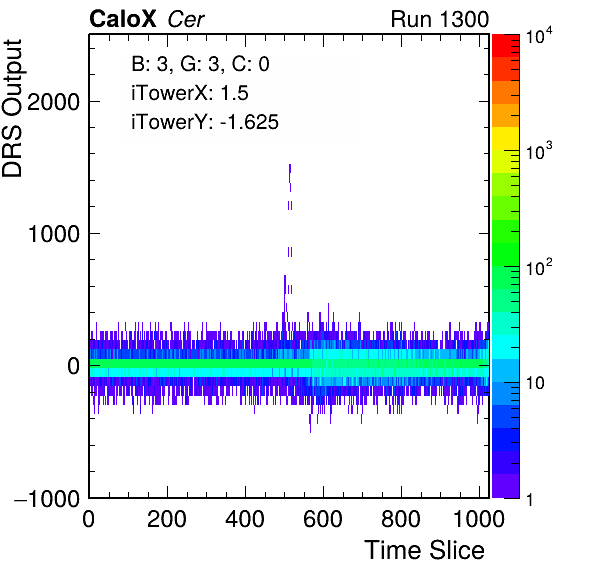 CaloX Cer Run 1300
B: 3, G: 3, C: 0
iTowerX: 1.5
iTowerY: -1.625
DRS Output
2000
1000
0
−1000
0 200 400 600 800 1000
Time Slice
10^4
10^3
10^2
10
1